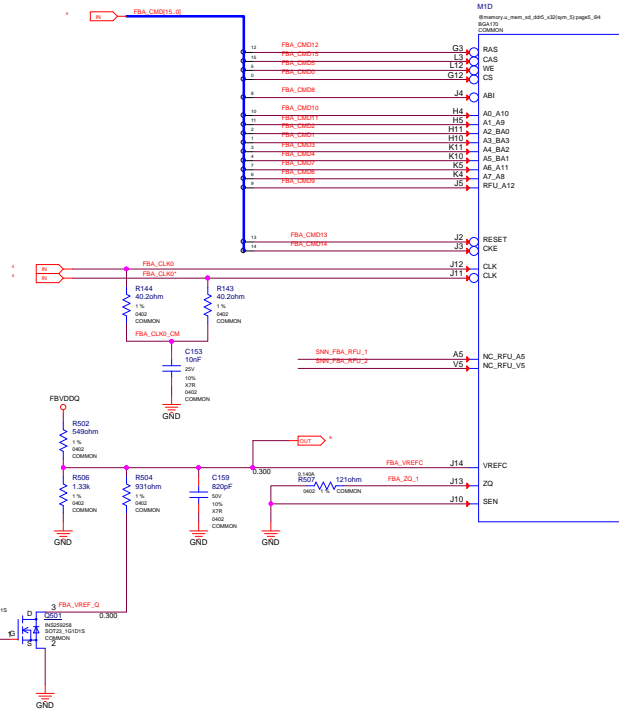 M1D
BGA170
COMMON
IN FBA_CMD[15..0]
12 FBA_CMD12 G3 RAS
15 FBA_CMD15 L3 CAS
5 FBA_CMD5 L12 WE
0 FBA_CMD0 G12 CS
8 FBA_CMD8 J4 ABI
10 FBA_CMD10 H4 A0_A10
11 FBA_CMD11 H5 A1_A9
2 FBA_CMD2 H11 A2_BA0
1 FBA_CMD1 H10 A3_BA3
3 FBA_CMD3 K11 A4_BA2
4 FBA_CMD4 K10 A5_BA1
7 FBA_CMD7 K5 A6_A11
6 FBA_CMD6 K4 A7_A8
9 FBA_CMD9 J5 RFU_A12
13 FBA_CMD13 J2 RESET
14 FBA_CMD14 J3 CKE
IN FBA_CLK0 J12 CLK
IN FBA_CLK0* J11 CLK
R144
40.2ohm
1 %
0402
COMMON
R143
40.2ohm
1 %
0402
COMMON
FBA_CLK0_CM
C153
10nF
25V
10%
X7R
0402
COMMON
GND
SNN_FBA_RFU_1 A5 NC_RFU_A5
SNN_FBA_RFU_2 V5 NC_RFU_V5
FBVDDQ
R502
549ohm
1 %
0402
COMMON
OUT
0.300 FBA_VREFC J14 VREFC
R506
1.33k
1 %
0402
COMMON
GND
R504
931ohm
1 %
0402
COMMON
C159
820pF
50V
10%
X7R
0402
COMMON
GND
0.140A
R507 121ohm
0402 1 % COMMON
FBA_ZQ_1 J13 ZQ
J10 SEN
GND
3 FBA_VREF_Q
0.300
D
Q501
INS259258
SOT23_1G1D1S
COMMON
1G
S 2
GND